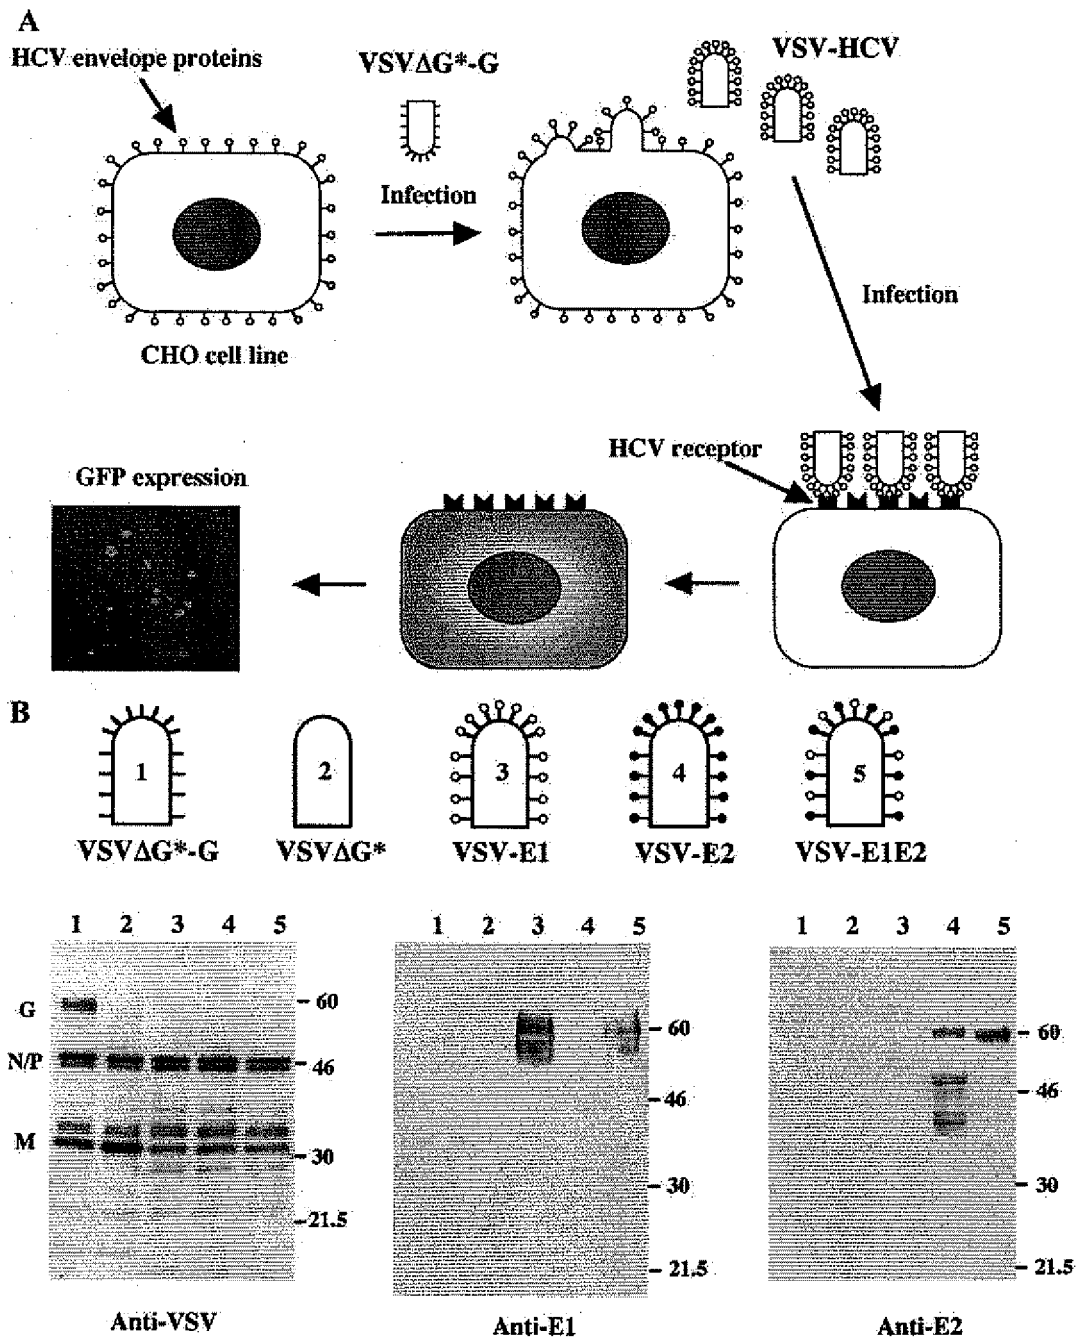 A
HCV envelope proteins
VSVΔG*-G
VSV-HCV
Infection
CHO cell line
Infection
HCV receptor
GFP expression
B
1
2
3
4
5
VSVΔG*-G
VSVΔG*
VSV-E1
VSV-E2
VSV-E1E2
1 2 3 4 5
G
N/P
M
60
46
30
21.5
Anti-VSV
1 2 3 4 5
60
46
30
21.5
Anti-E1
1 2 3 4 5
60
46
30
21.5
Anti-E2